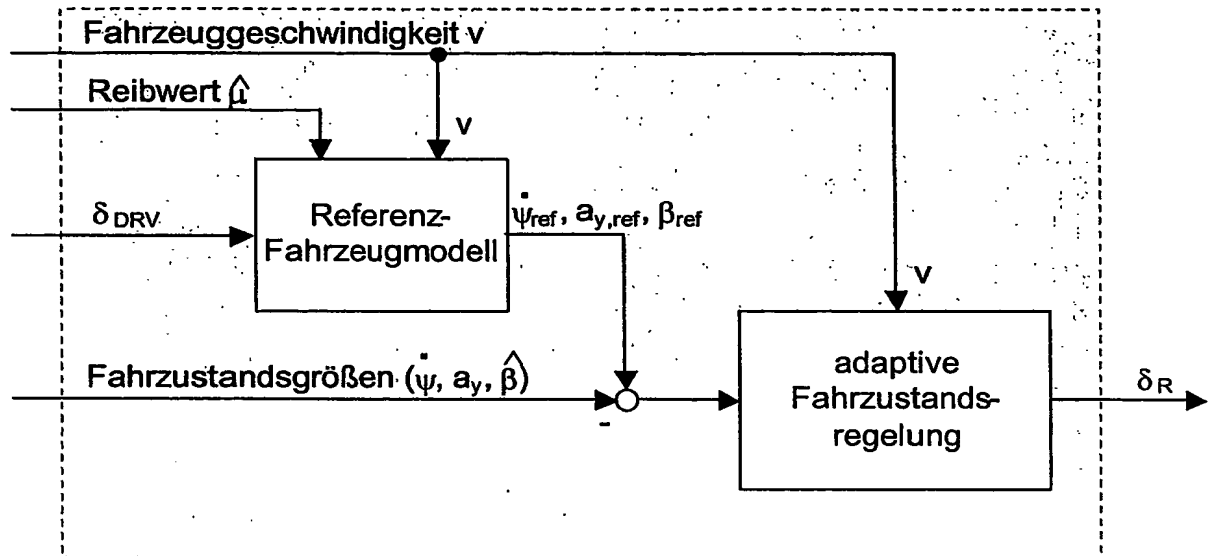 Fahrzeuggeschwindigkeit v
Reibwert μ̂
v
δ DRV
Referenz-
Fahrzeugmodell
ψ̇ref, ay,ref, βref
v
Fahrzustandsgrößen (ψ̇, ay, β̂)
-
adaptive
Fahrzustands-
regelung
δR